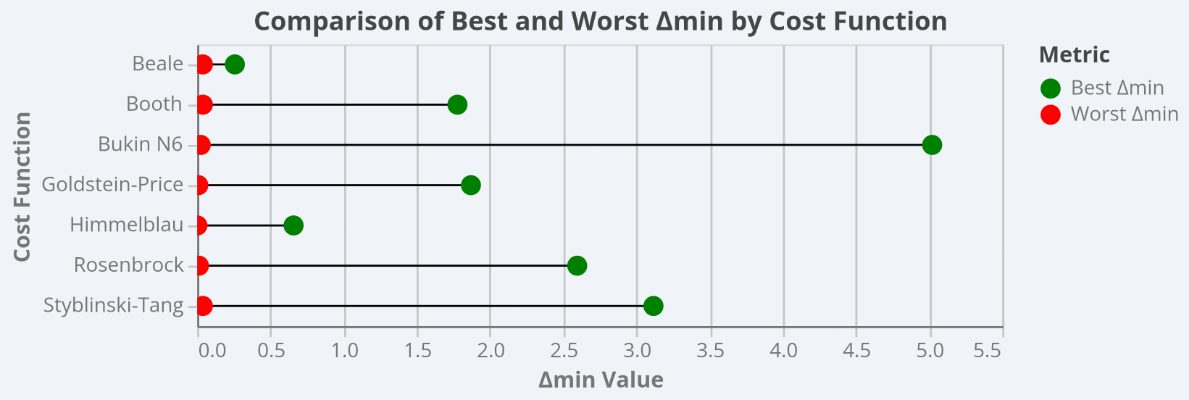 Comparison of Best and Worst Δmin by Cost Function
Metric
Best Δmin
Worst Δmin
Cost Function
Beale
Booth
Bukin N6
Goldstein-Price
Himmelblau
Rosenbrock
Styblinski-Tang
0.0 0.5 1.0 1.5 2.0 2.5 3.0 3.5 4.0 4.5 5.0 5.5
Δmin Value